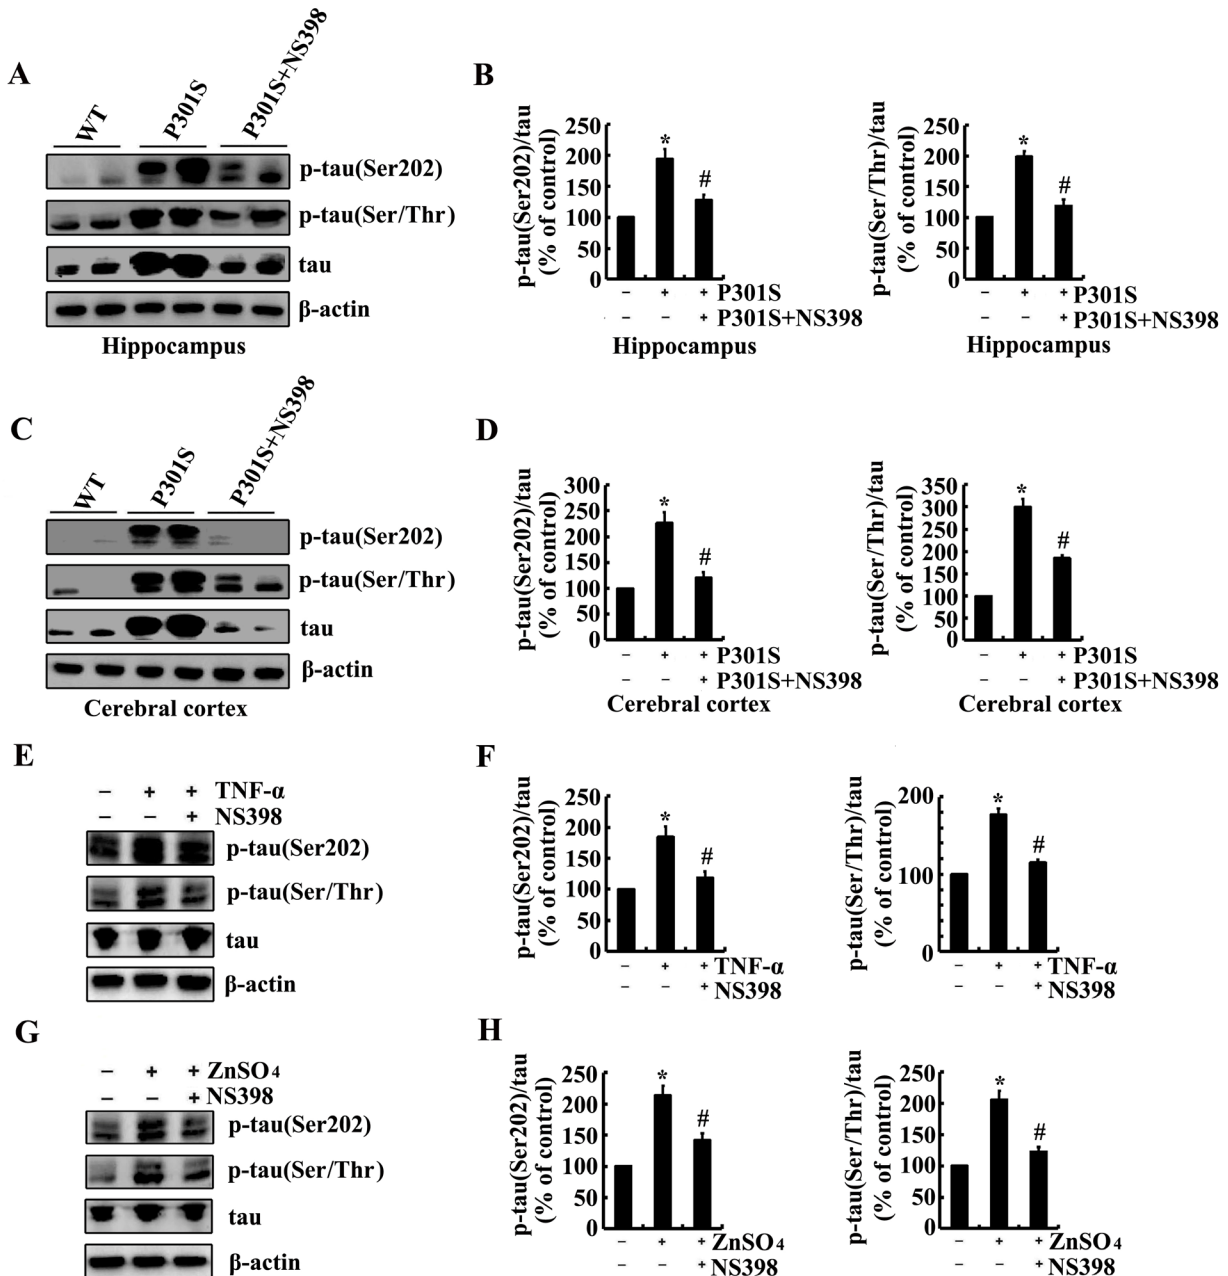 A
WT
P301S
P301S+NS398
p-tau(Ser202)
p-tau(Ser/Thr)
tau
β-actin
Hippocampus
B
p-tau(Ser202)/tau
(% of control)
250
200
150
100
50
0
*
#
− + + P301S
− − + P301S+NS398
Hippocampus
p-tau(Ser/Thr)/tau
(% of control)
250
200
150
100
50
0
*
#
− + + P301S
− − + P301S+NS398
Hippocampus
C
WT
P301S
P301S+NS398
p-tau(Ser202)
p-tau(Ser/Thr)
tau
β-actin
Cerebral cortex
D
p-tau(Ser202)/tau
(% of control)
300
250
200
150
100
50
0
*
#
− + + P301S
− − + P301S+NS398
Cerebral cortex
p-tau(Ser/Thr)/tau
(% of control)
350
300
250
200
150
100
50
0
*
#
− + + P301S
− − + P301S+NS398
Cerebral cortex
E
− + + TNF-α
− − + NS398
p-tau(Ser202)
p-tau(Ser/Thr)
tau
β-actin
F
p-tau(Ser202)/tau
(% of control)
250
200
150
100
50
0
*
#
− + + TNF-α
− − + NS398
p-tau(Ser/Thr)/tau
(% of control)
200
100
0
*
#
− + + TNF-α
− − + NS398
G
− + + ZnSO4
− − + NS398
p-tau(Ser202)
p-tau(Ser/Thr)
tau
β-actin
H
p-tau(Ser202)/tau
(% of control)
250
200
150
100
50
0
*
#
− + + ZnSO4
− − + NS398
p-tau(Ser/Thr)/tau
(% of control)
250
200
150
100
50
0
*
#
− + + ZnSO4
− − + NS398